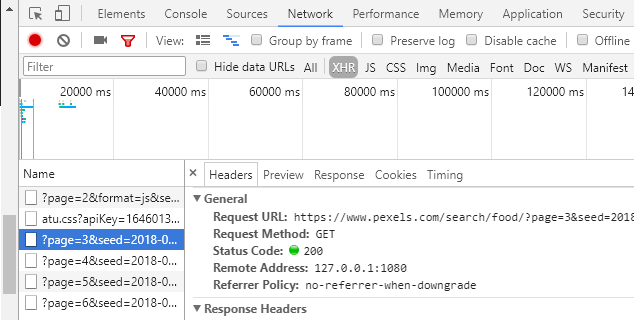 Elements Console Sources Network Performance Memory Application Security
View: Group by frame Preserve log Disable cache Offline
Filter Hide data URLs All XHR JS CSS Img Media Font Doc WS Manifest
20000 ms 40000 ms 60000 ms 80000 ms 100000 ms 120000 ms 14
Name × Headers Preview Response Cookies Timing
?page=2&format=js&se...
atu.css?apiKey=1646013...
?page=3&seed=2018-0...
?page=4&seed=2018-0...
?page=5&seed=2018-0...
?page=6&seed=2018-0...
▼ General
Request URL: https://www.pexels.com/search/food/?page=3&seed=2018
Request Method: GET
Status Code: 200
Remote Address: 127.0.0.1:1080
Referrer Policy: no-referrer-when-downgrade
▼ Response Headers